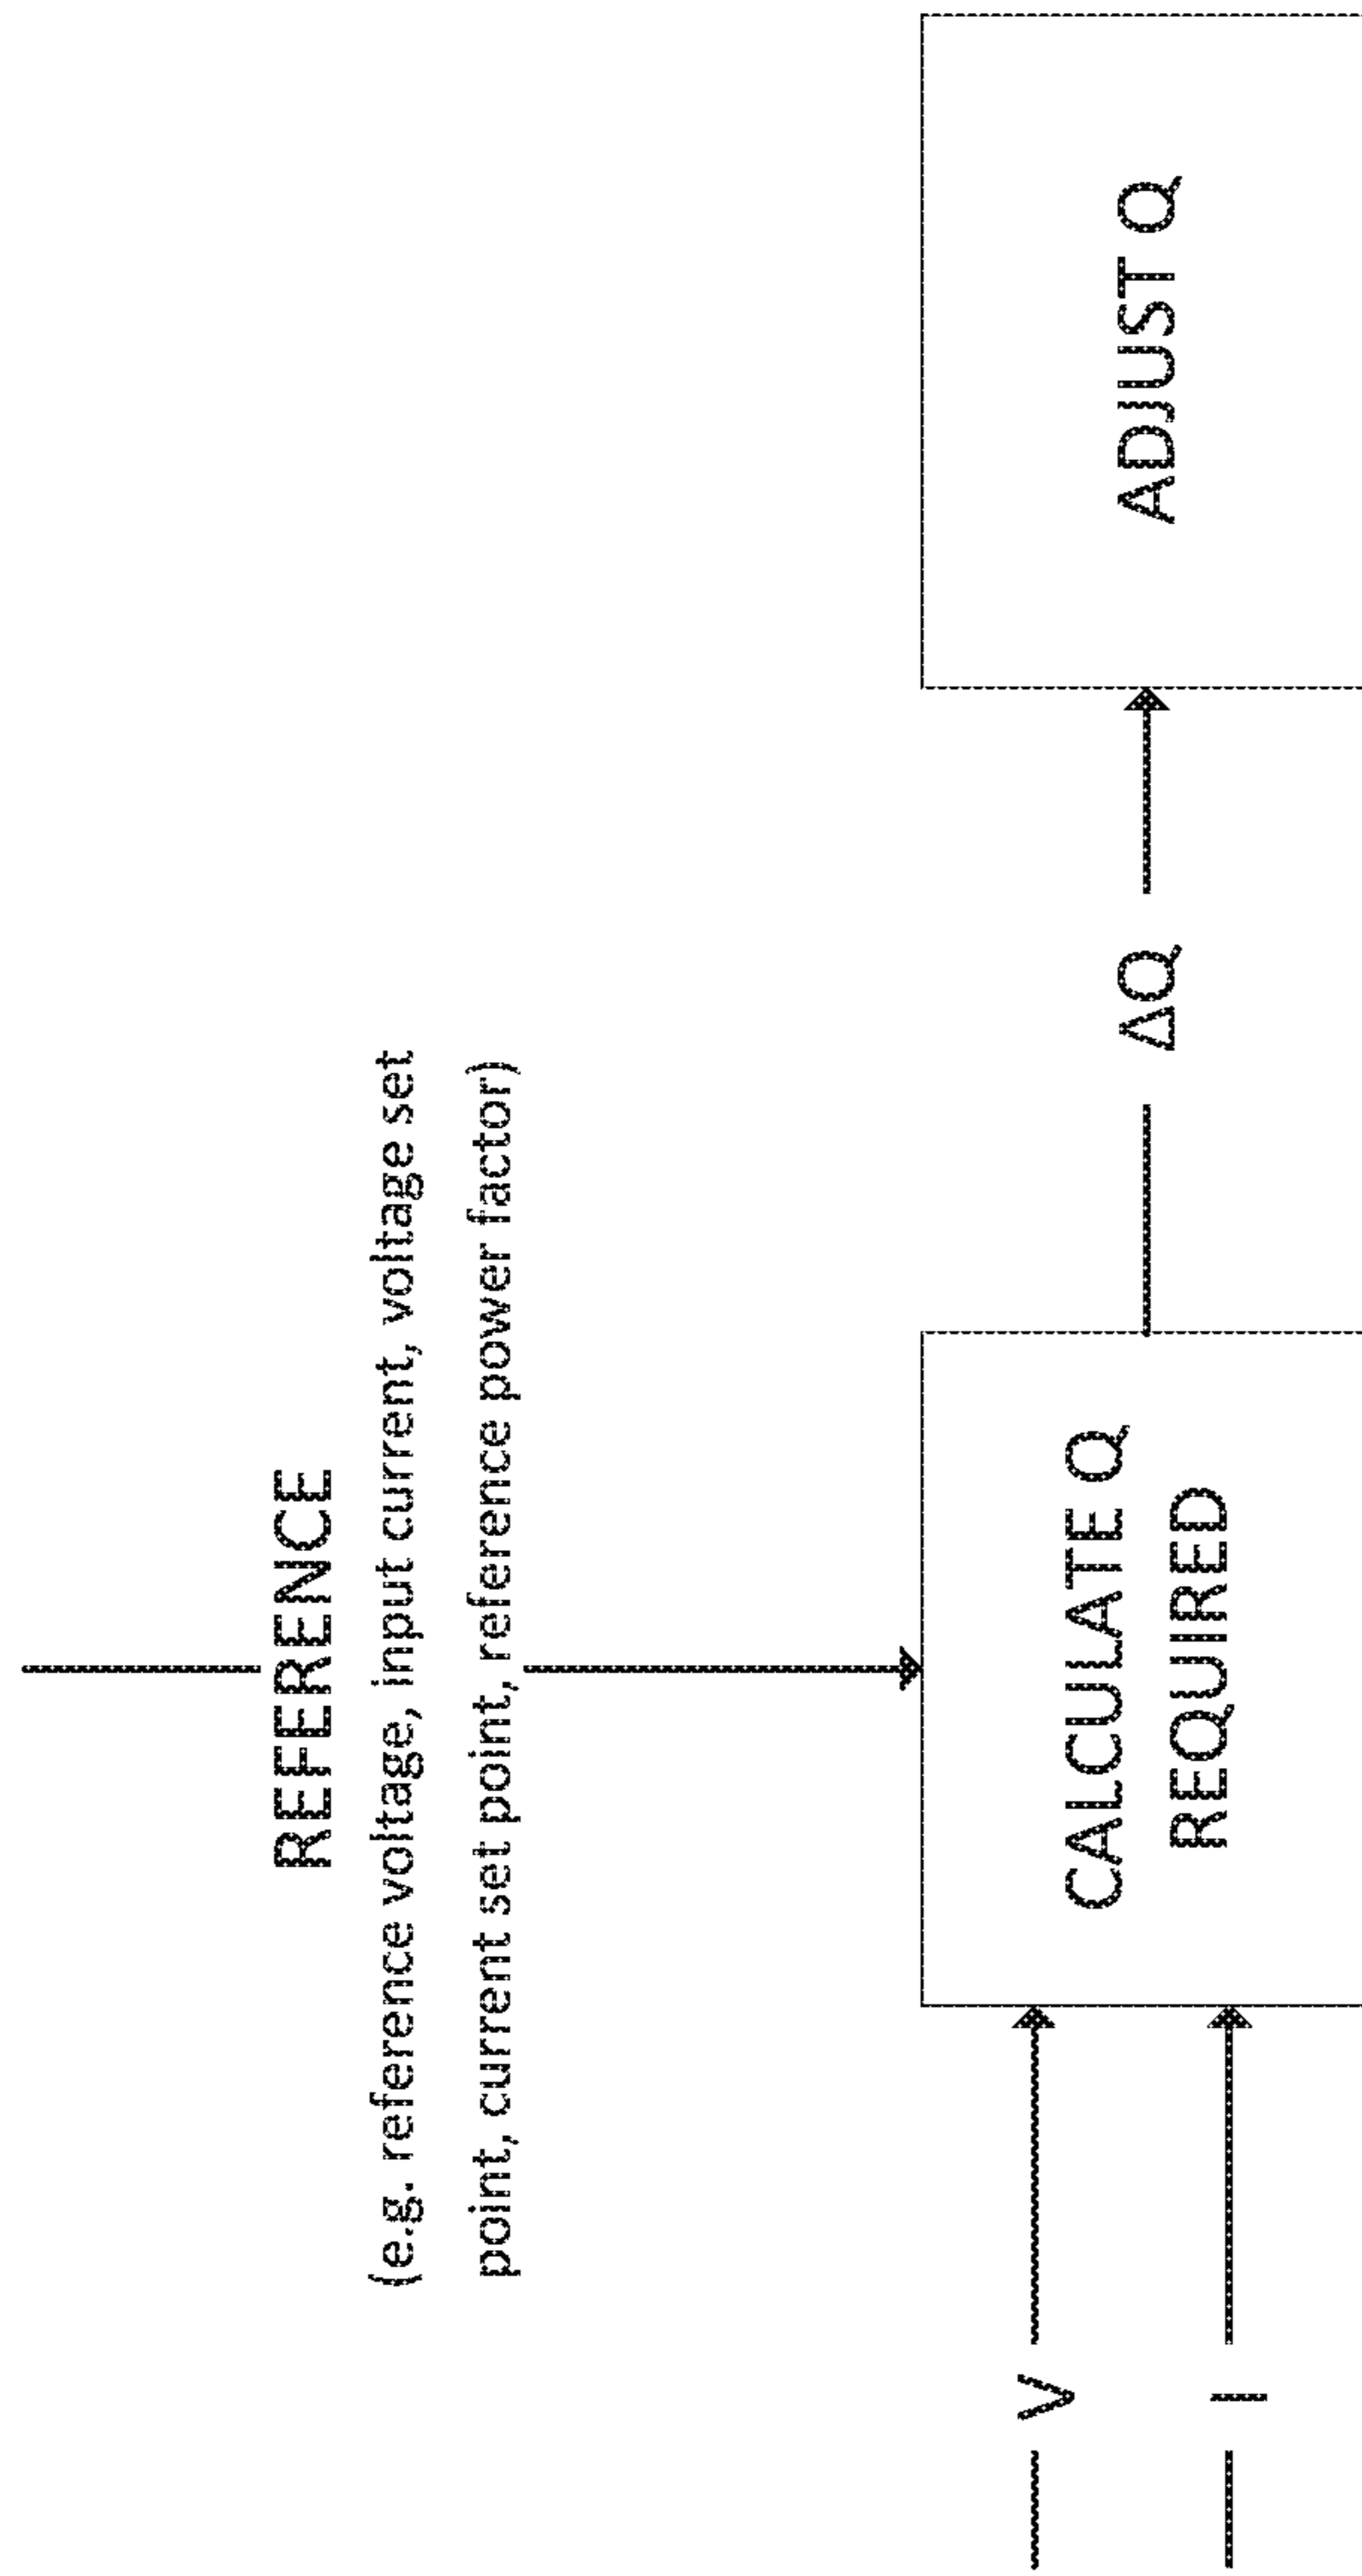 REFERENCE
(e.g. reference voltage, input current, voltage set
point, current set point, reference power factor)
V
I
CALCULATE Q
REQUIRED
ΔQ
ADJUST Q